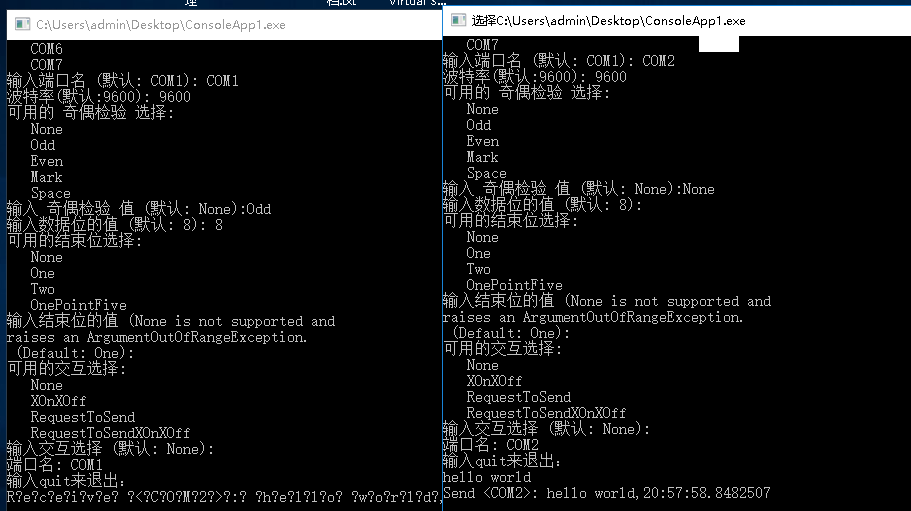 理 档.txt Virtual S...
C:\Users\admin\Desktop\ConsoleApp1.exe
COM6
COM7
输入端口名 (默认: COM1): COM1
波特率(默认:9600): 9600
可用的 奇偶检验 选择:
None
Odd
Even
Mark
Space
输入 奇偶检验 值 (默认: None):Odd
输入数据位的值 (默认: 8): 8
可用的结束位选择:
None
One
Two
OnePointFive
输入结束位的值 (None is not supported and
raises an ArgumentOutOfRangeException.
(Default: One):
可用的交互选择:
None
XOnXOff
RequestToSend
RequestToSendXOnXOff
输入交互选择 (默认: None):
端口名: COM1
输入quit来退出:
R?e?c?e?i?v?e? ?<?C?O?M?2?>?:? ?h?e?l?l?o? ?w?o?r?l?d?,
选择C:\Users\admin\Desktop\ConsoleApp1.exe
COM7
输入端口名 (默认: COM1): COM2
波特率(默认:9600): 9600
可用的 奇偶检验 选择:
None
Odd
Even
Mark
Space
输入 奇偶检验 值 (默认: None):None
输入数据位的值 (默认: 8):
可用的结束位选择:
None
One
Two
OnePointFive
输入结束位的值 (None is not supported and
raises an ArgumentOutOfRangeException.
(Default: One):
可用的交互选择:
None
XOnXOff
RequestToSend
RequestToSendXOnXOff
输入交互选择 (默认: None):
端口名: COM2
输入quit来退出:
hello world
Send <COM2>: hello world,20:57:58.8482507